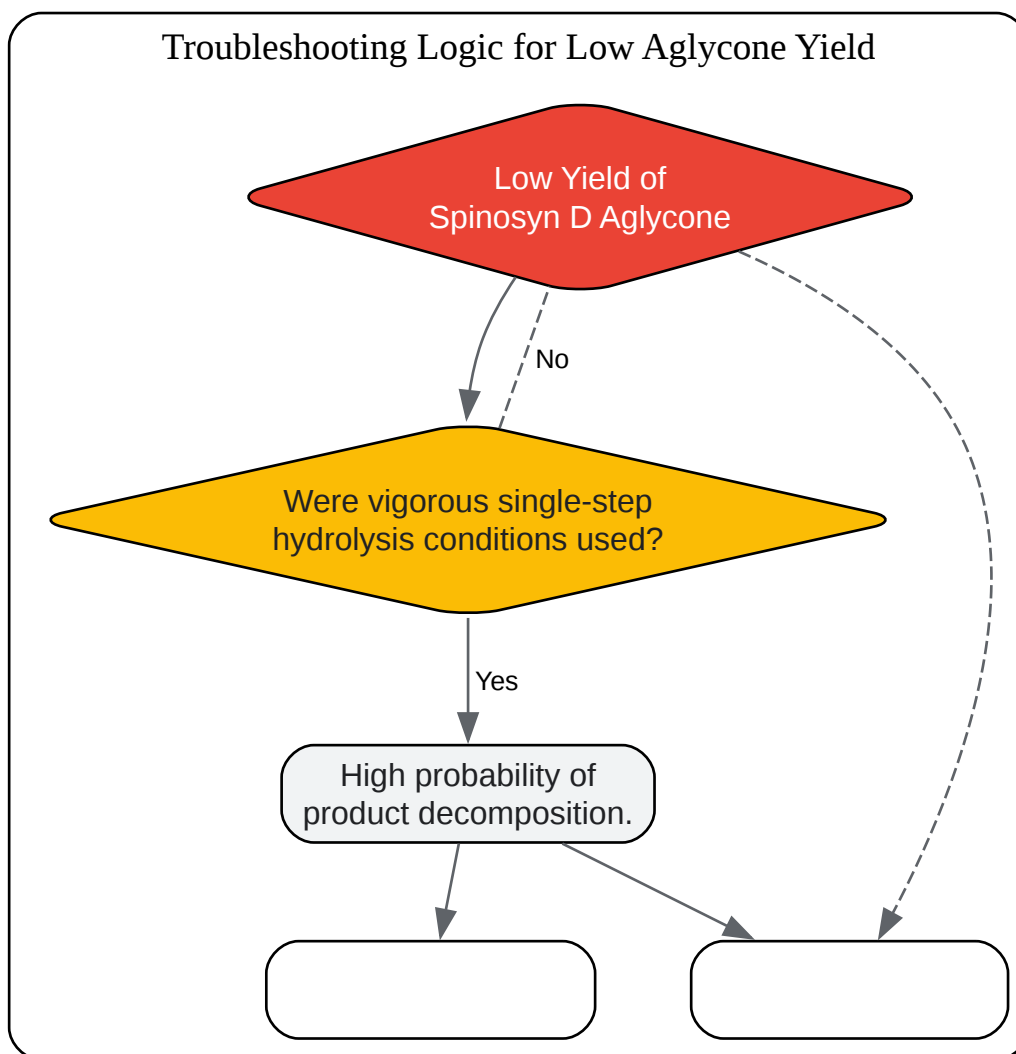 Troubleshooting Logic for Low Aglycone Yield
Low Yield of
Spinosyn D Aglycone
No
Were vigorous single-step
hydrolysis conditions used?
Yes
High probability of
product decomposition.